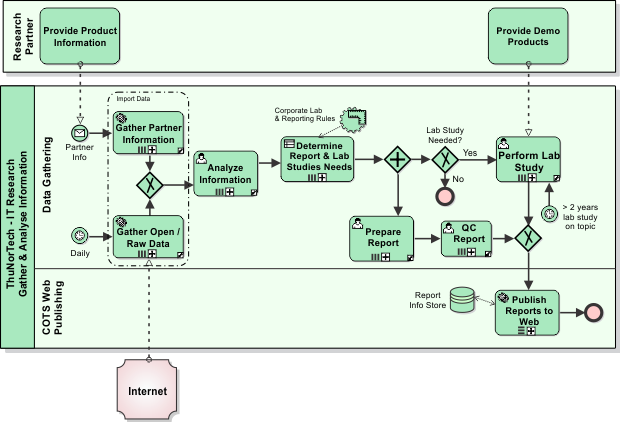 Research
Partner
Provide Product
Information
Provide Demo
Products
ThuNorTech - IT Research
Gather & Analyse Information
Data Gathering
Import Data
Gather Partner
Information
Partner
Info
Gather Open /
Raw Data
Daily
Analyze
Information
Corporate Lab
& Reporting Rules
Determine
Report & Lab
Studies Needs
Lab Study
Needed?
Yes
No
Perform Lab
Study
> 2 years
lab study
on topic
Prepare
Report
QC
Report
COTS Web
Publishing
Report
Info Store
Publish
Reports to
Web
Internet